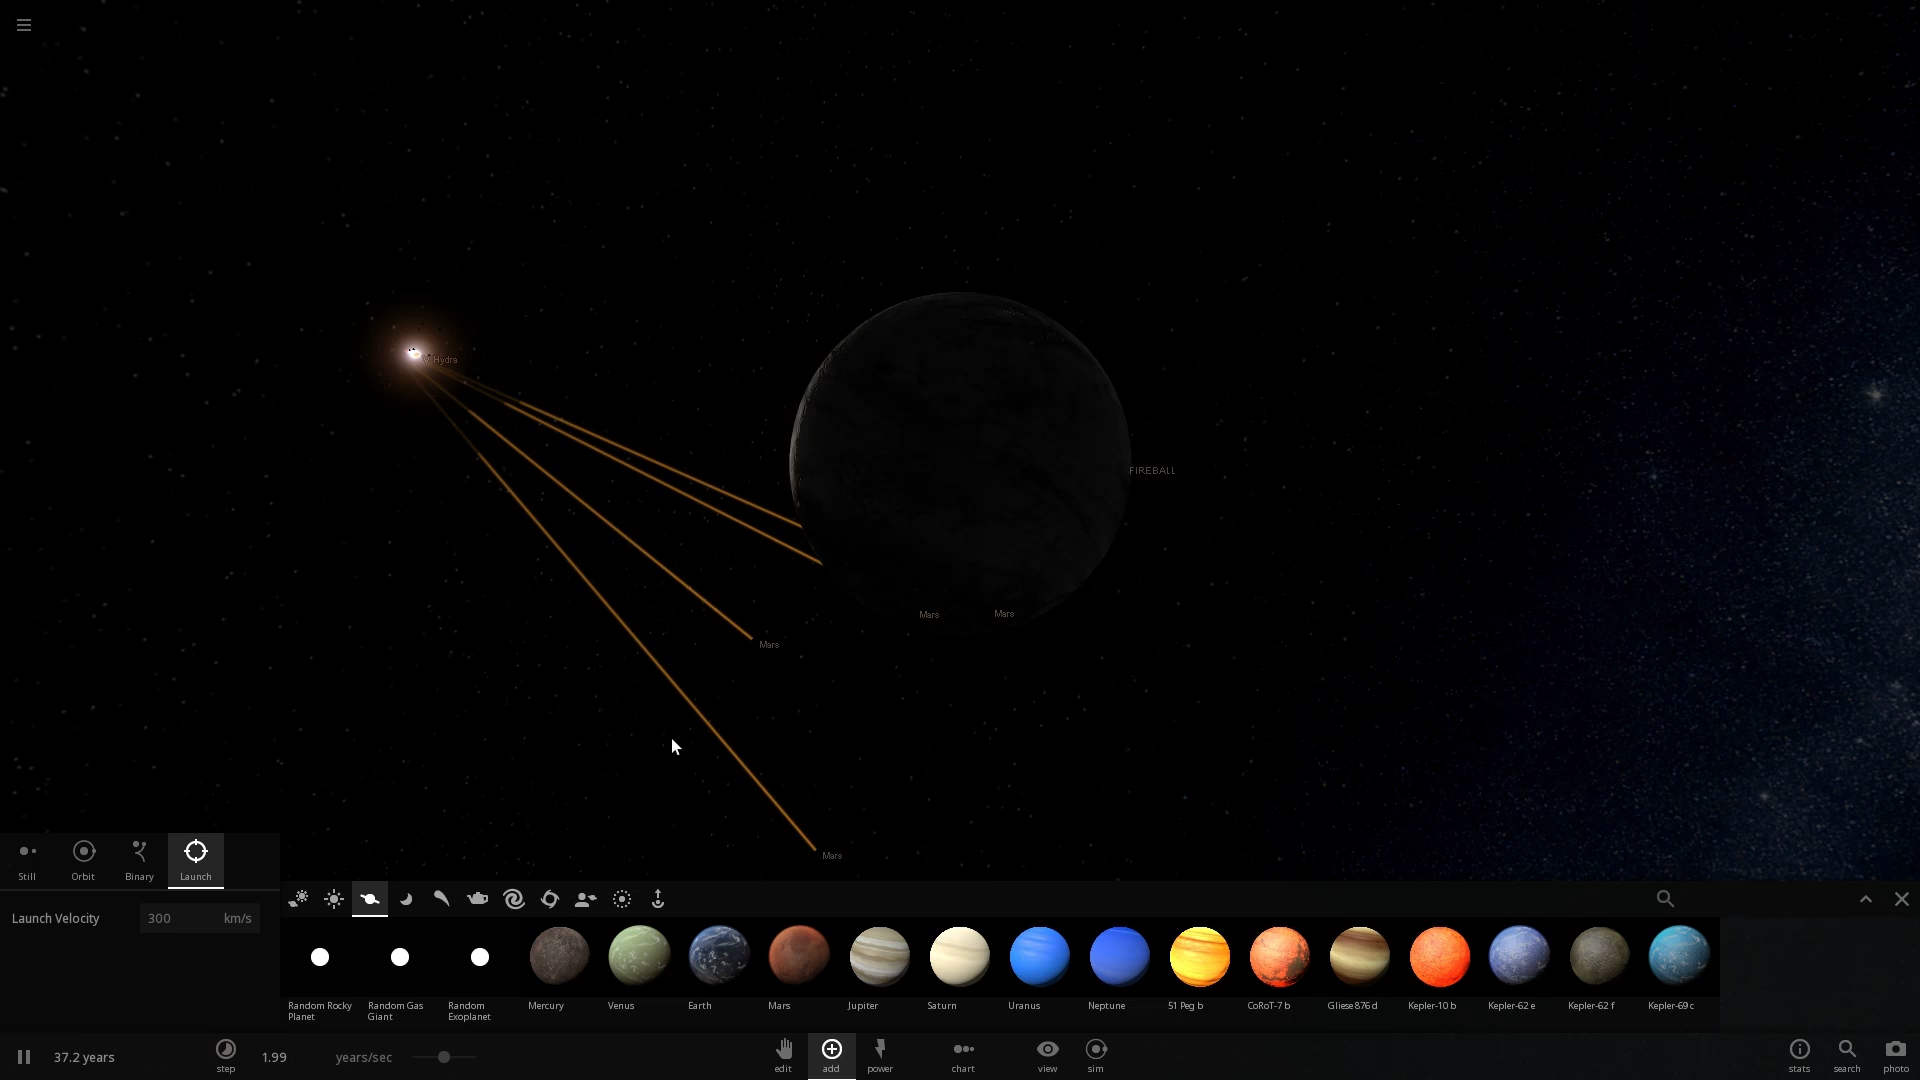 V Hydra
FIREBALL
Mars
Mars
Mars
Mars
Still
Orbit
Binary
Launch
Launch Velocity
300
km/s
Random Rocky
Planet
Random Gas
Giant
Random
Exoplanet
Mercury
Venus
Earth
Mars
Jupiter
Saturn
Uranus
Neptune
51 Peg b
CoRoT-7 b
Gliese 876 d
Kepler-10 b
Kepler-62 e
Kepler-62 f
Kepler-69 c
37.2 years
step
1.99
years/sec
edit
add
power
chart
view
sim
stats
search
photo